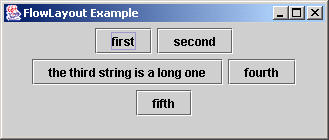 FlowLayout Example
first second
the third string is a long one fourth
fifth